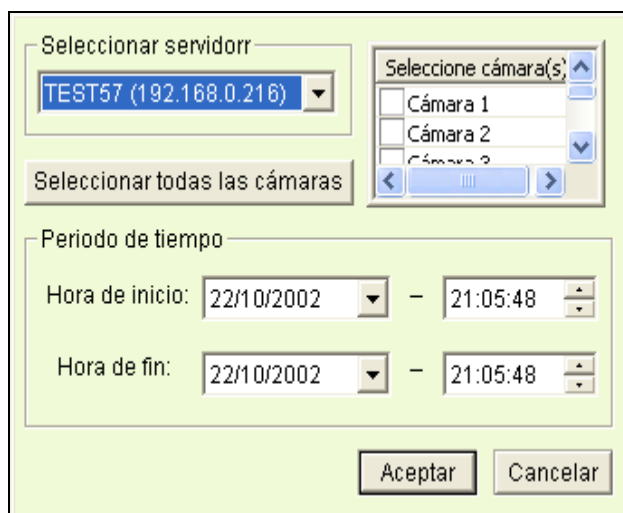 Seleccionar servidorr
TEST57 (192.168.0.216)
Seleccione cámara(s)
Cámara 1
Cámara 2
Cámara 3
Seleccionar todas las cámaras
Periodo de tiempo
Hora de inicio: 22/10/2002 – 21:05:48
Hora de fin: 22/10/2002 – 21:05:48
Aceptar Cancelar